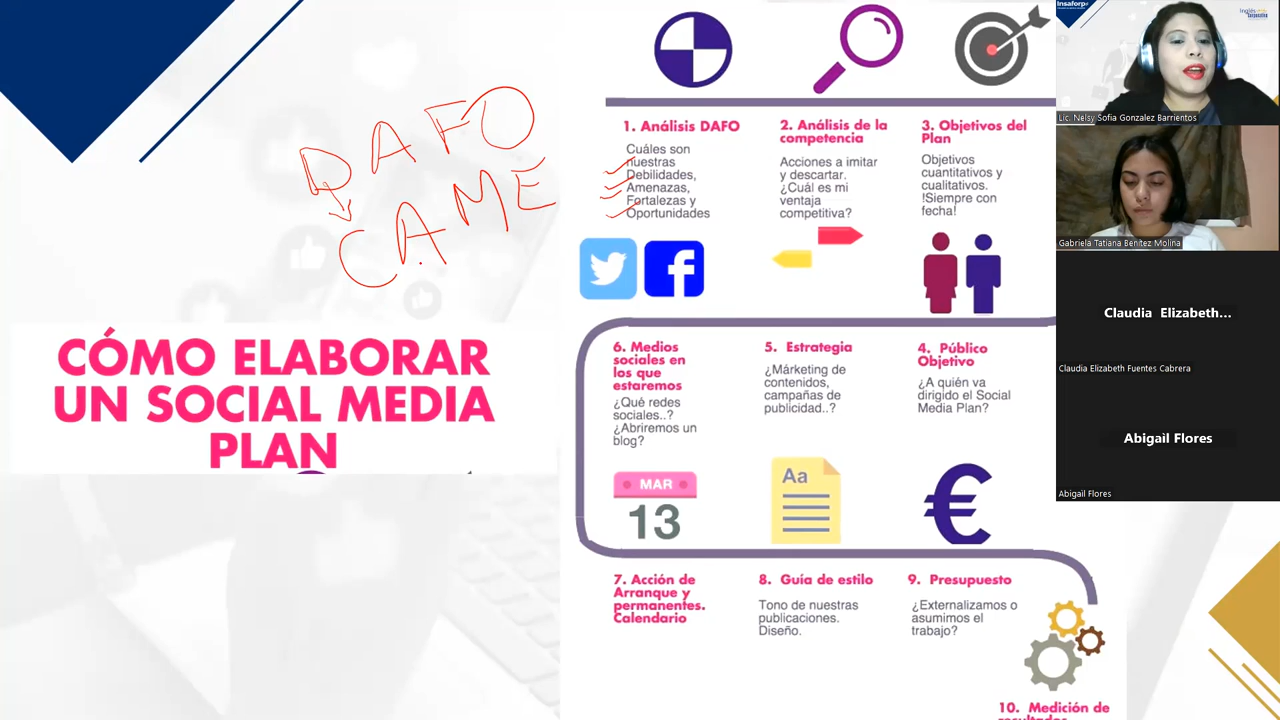 DAFO
CAME
CÓMO ELABORAR
UN SOCIAL MEDIA
PLAN
1. Análisis DAFO
Cuáles son
nuestras
Debilidades,
Amenazas,
Fortalezas y
Oportunidades
2. Análisis de la
competencia
Acciones a imitar
y descartar.
¿Cuál es mi
ventaja
competitiva?
3. Objetivos del
Plan
Objetivos
cuantitativos y
cualitativos.
!Siempre con
fecha!
6. Medios
sociales en
los que
estaremos
¿Qué redes
sociales..?
¿Abriremos un
blog?
5. Estrategia
¿Márketing de
contenidos,
campañas de
publicidad..?
4. Público
Objetivo
¿A quién va
dirigido el Social
Media Plan?
MAR
13
Aa
7. Acción de
Arranque y
permanentes.
Calendario
8. Guía de estilo
Tono de nuestras
publicaciones.
Diseño.
9. Presupuesto
¿Externalizamos o
asumimos el
trabajo?
10. Medición de
resultados
Insaforp
Lic. Nelsy Sofia Gonzalez Barrientos
Gabriela Tatiana Benítez Molina
Claudia Elizabeth...
Claudia Elizabeth Fuentes Cabrera
Abigail Flores
Abigail Flores